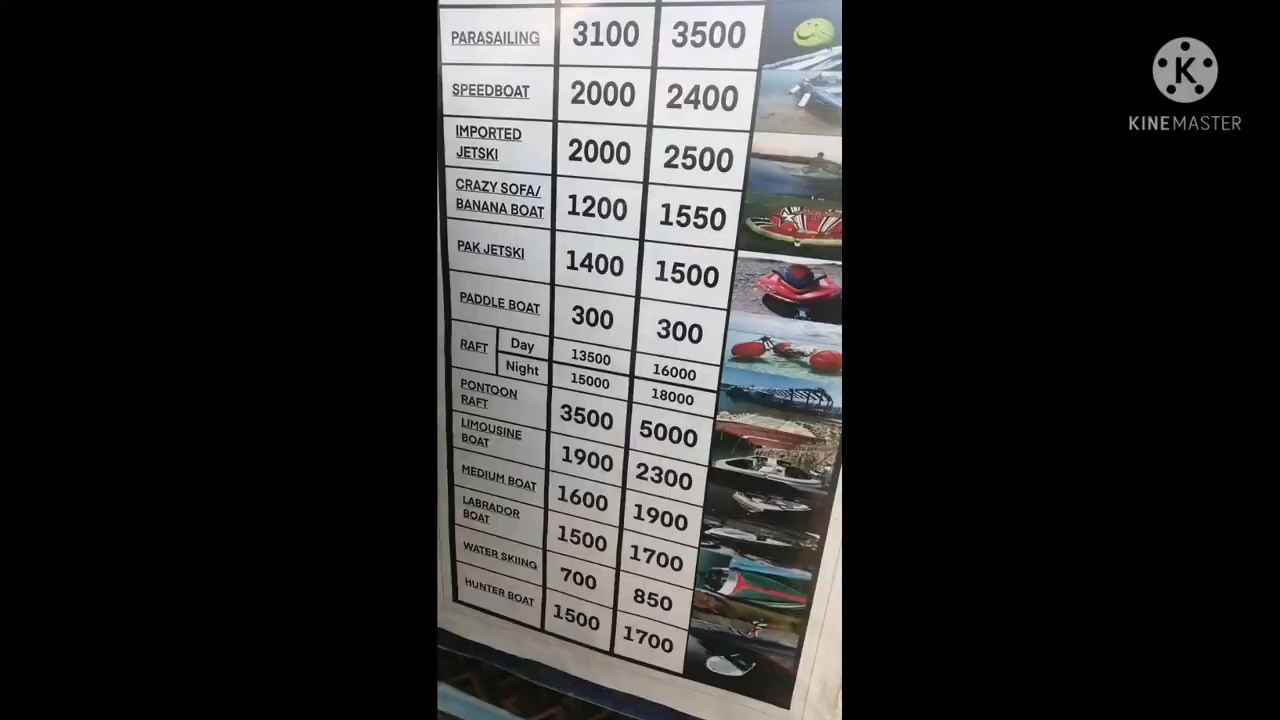 PARASAILING 3100 3500
SPEEDBOAT 2000 2400
IMPORTED
JETSKI 2000 2500
CRAZY SOFA/
BANANA BOAT 1200 1550
PAK JETSKI 1400 1500
PADDLE BOAT 300 300
RAFT Day 13500 16000
Night 15000 18000
PONTOON
RAFT 3500 5000
LIMOUSINE
BOAT 1900 2300
MEDIUM BOAT 1600 1900
LABRADOR
BOAT 1500 1700
WATER SKIING 700 850
HUNTER BOAT 1500 1700
K
KINEMASTER